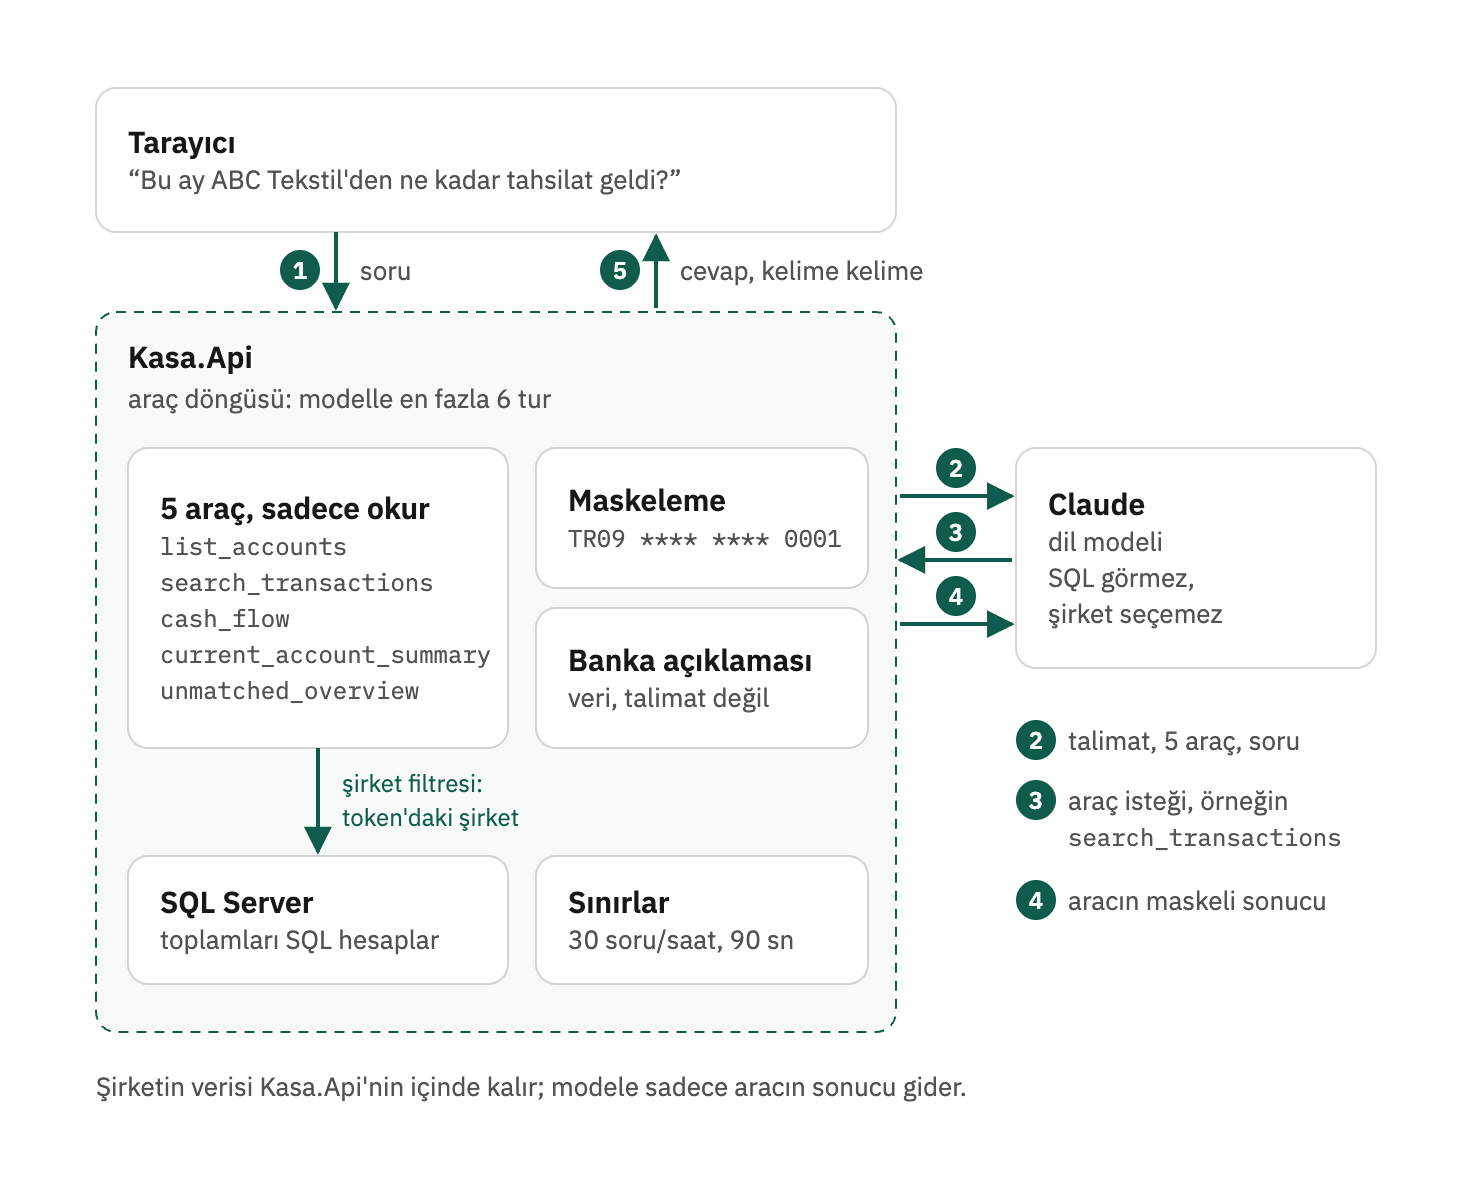 Tarayıcı
“Bu ay ABC Tekstil'den ne kadar tahsilat geldi?”
1 soru
5 cevap, kelime kelime
Kasa.Api
araç döngüsü: modelle en fazla 6 tur
5 araç, sadece okur
list_accounts
search_transactions
cash_flow
current_account_summary
unmatched_overview
Maskeleme
TR09 **** **** 0001
Banka açıklaması
veri, talimat değil
2
3
4
Claude
dil modeli
SQL görmez,
şirket seçemez
şirket filtresi:
token'daki şirket
SQL Server
toplamları SQL hesaplar
Sınırlar
30 soru/saat, 90 sn
2 talimat, 5 araç, soru
3 araç isteği, örneğin
search_transactions
4 aracın maskeli sonucu
Şirketin verisi Kasa.Api'nin içinde kalır; modele sadece aracın sonucu gider.